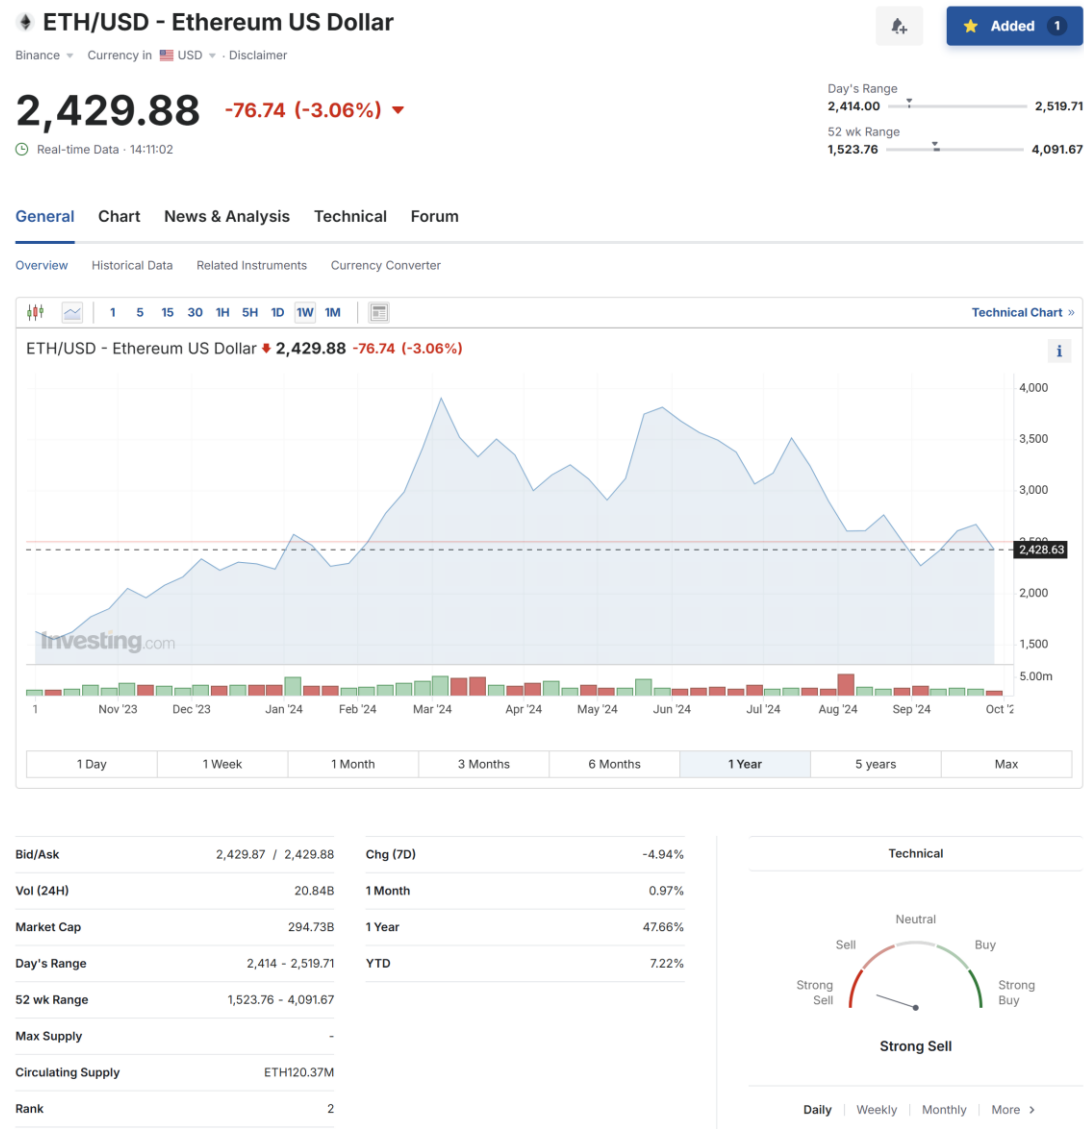 ETH/USD - Ethereum US Dollar
Added 1
Binance Currency in USD · Disclaimer
2,429.88 -76.74 (-3.06%)
Real-time Data · 14:11:02
Day's Range
2,414.00 2,519.71
52 wk Range
1,523.76 4,091.67
General Chart News & Analysis Technical Forum
Overview Historical Data Related Instruments Currency Converter
1 5 15 30 1H 5H 1D 1W 1M Technical Chart »
ETH/USD - Ethereum US Dollar 2,429.88 -76.74 (-3.06%)
i
4,000
3,500
3,000
2,428.63
2,000
1,500
Investing.com
5.00m
1 Nov '23 Dec '23 Jan '24 Feb '24 Mar '24 Apr '24 May '24 Jun '24 Jul '24 Aug '24 Sep '24 Oct '2
1 Day 1 Week 1 Month 3 Months 6 Months 1 Year 5 years Max
Bid/Ask 2,429.87 / 2,429.88
Vol (24H) 20.84B
Market Cap 294.73B
Day's Range 2,414 - 2,519.71
52 wk Range 1,523.76 - 4,091.67
Max Supply -
Circulating Supply ETH120.37M
Rank 2
Chg (7D) -4.94%
1 Month 0.97%
1 Year 47.66%
YTD 7.22%
Technical
Neutral
Sell Buy
Strong Sell Strong Buy
Strong Sell
Daily Weekly Monthly More